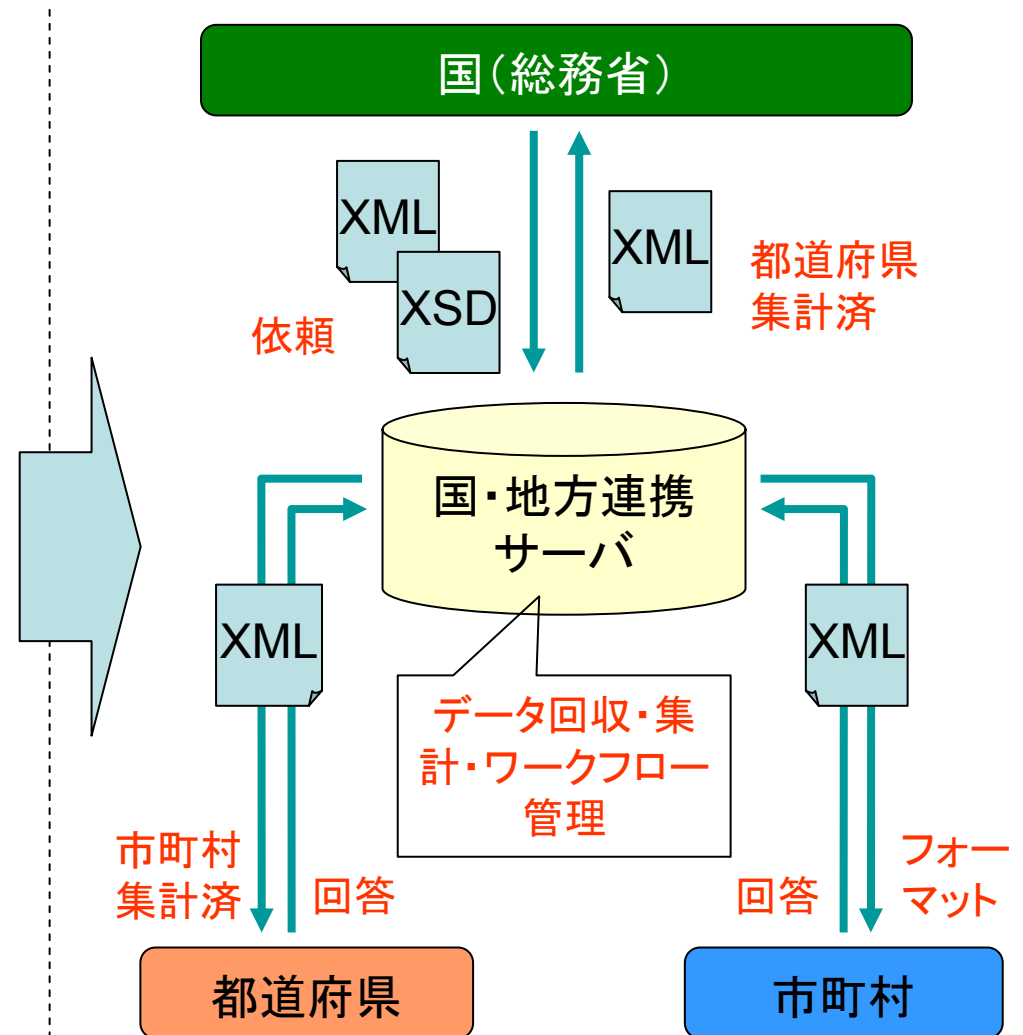 国(総務省)
XML
XSD
依頼
XML
都道府県
集計済
国・地方連携
サーバ
XML
XML
データ回収・集
計・ワークフロー
管理
市町村
集計済
回答
回答
フォー
マット
都道府県
市町村